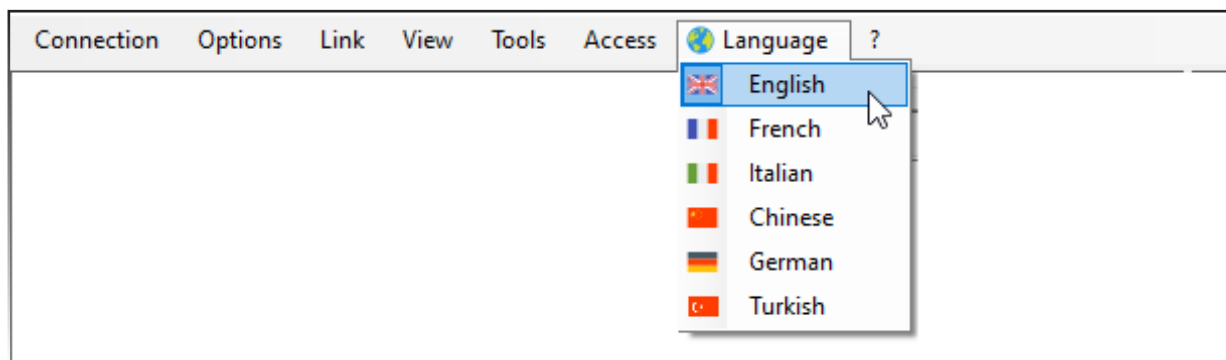 Connection Options Link View Tools Access Language ?
English
French
Italian
Chinese
German
Turkish